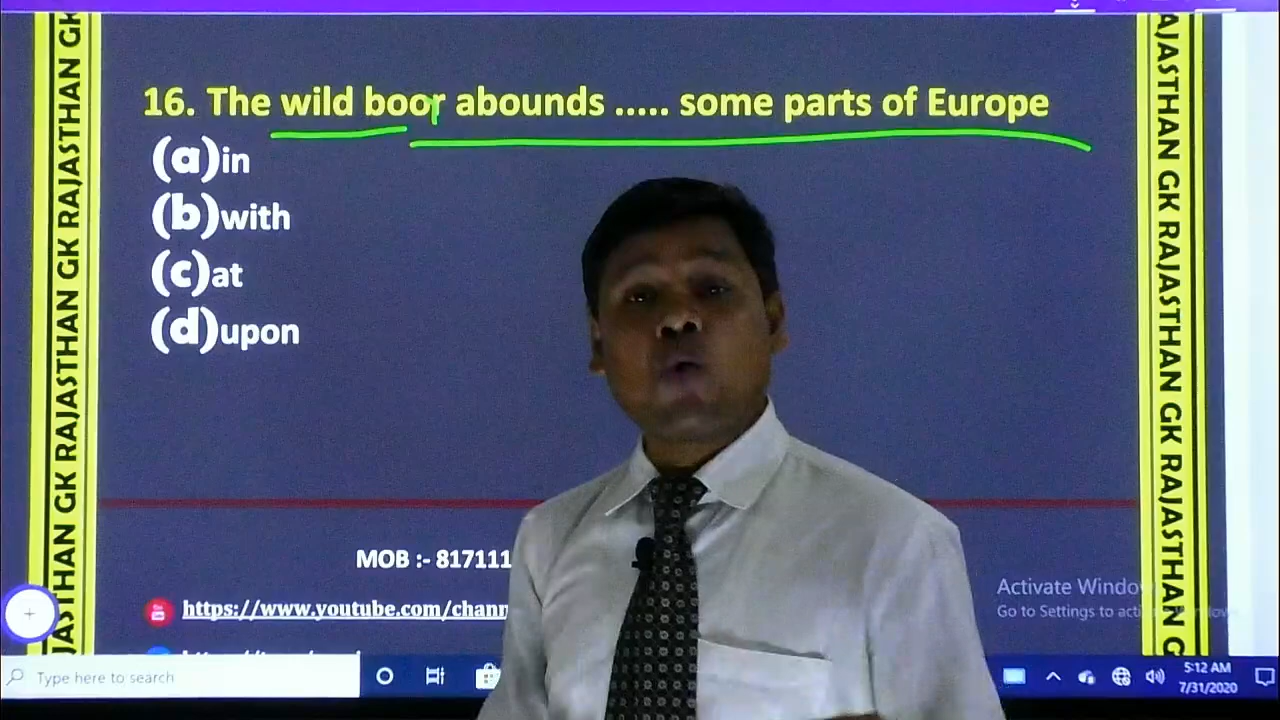 16. The wild boor abounds ..... some parts of Europe
(a)in
(b)with
(c)at
(d)upon
MOB :- 817111
https://www.youtube.com/chann
Activate Windo
Go to Settings to acti
Type here to search
5:12 AM
7/31/2020
RAJASTHAN GK RAJASTHAN GK
RAJASTHAN GK RAJASTHAN GK RAJASTHAN G